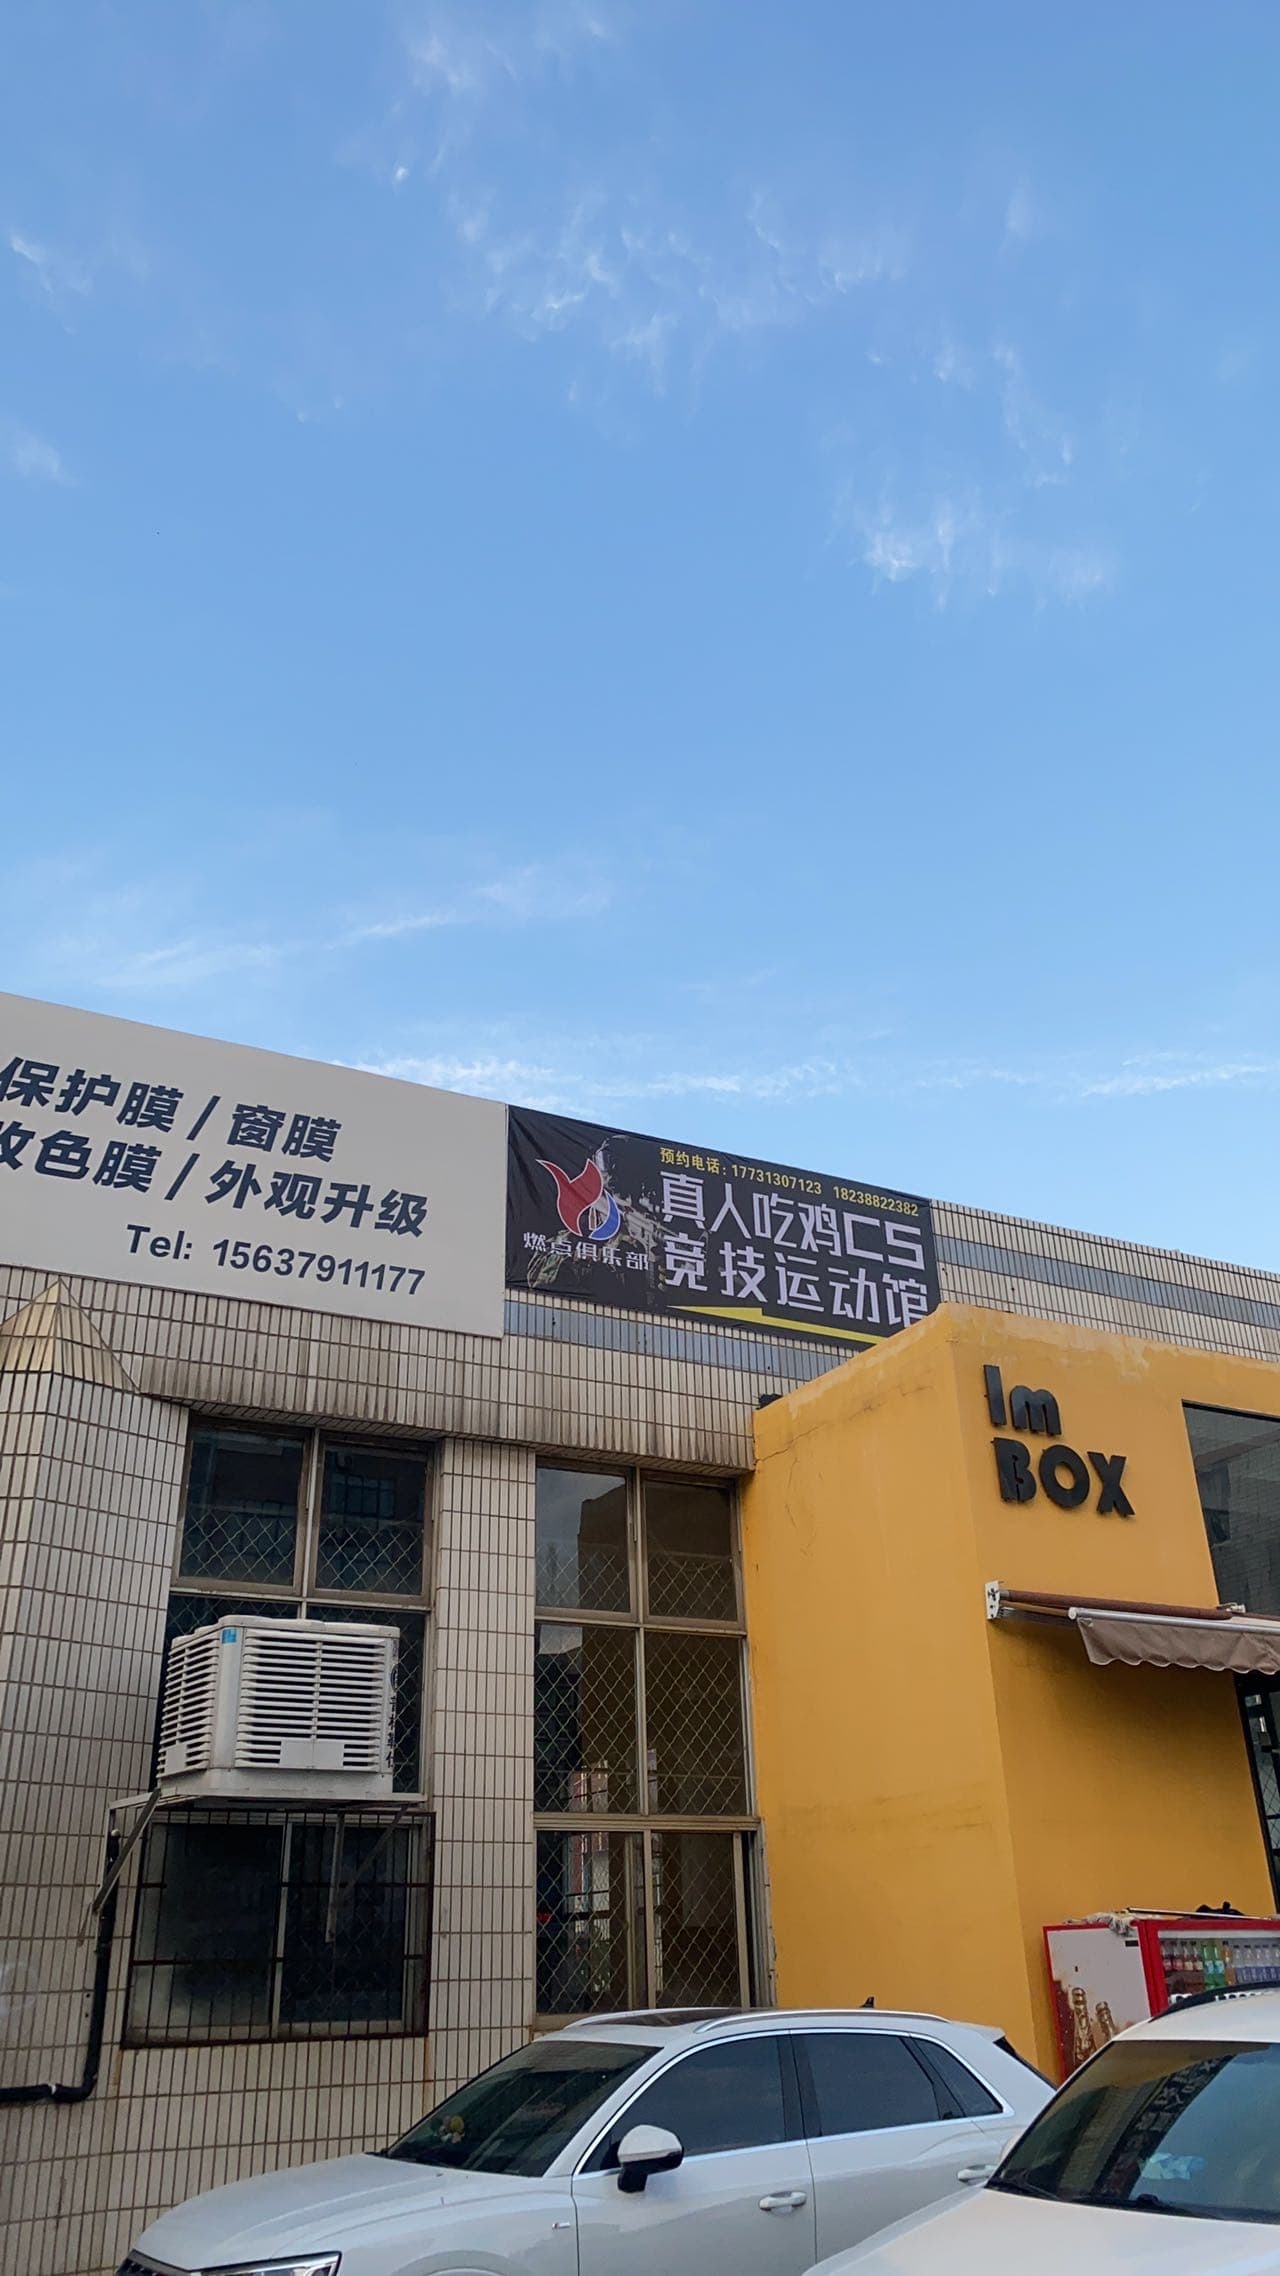 保护膜/窗膜
改色膜/外观升级
Tel: 15637911177
预约电话: 17731307123 18238822382
真人吃鸡CS
竞技运动馆
燃点俱乐部
Im
BOX